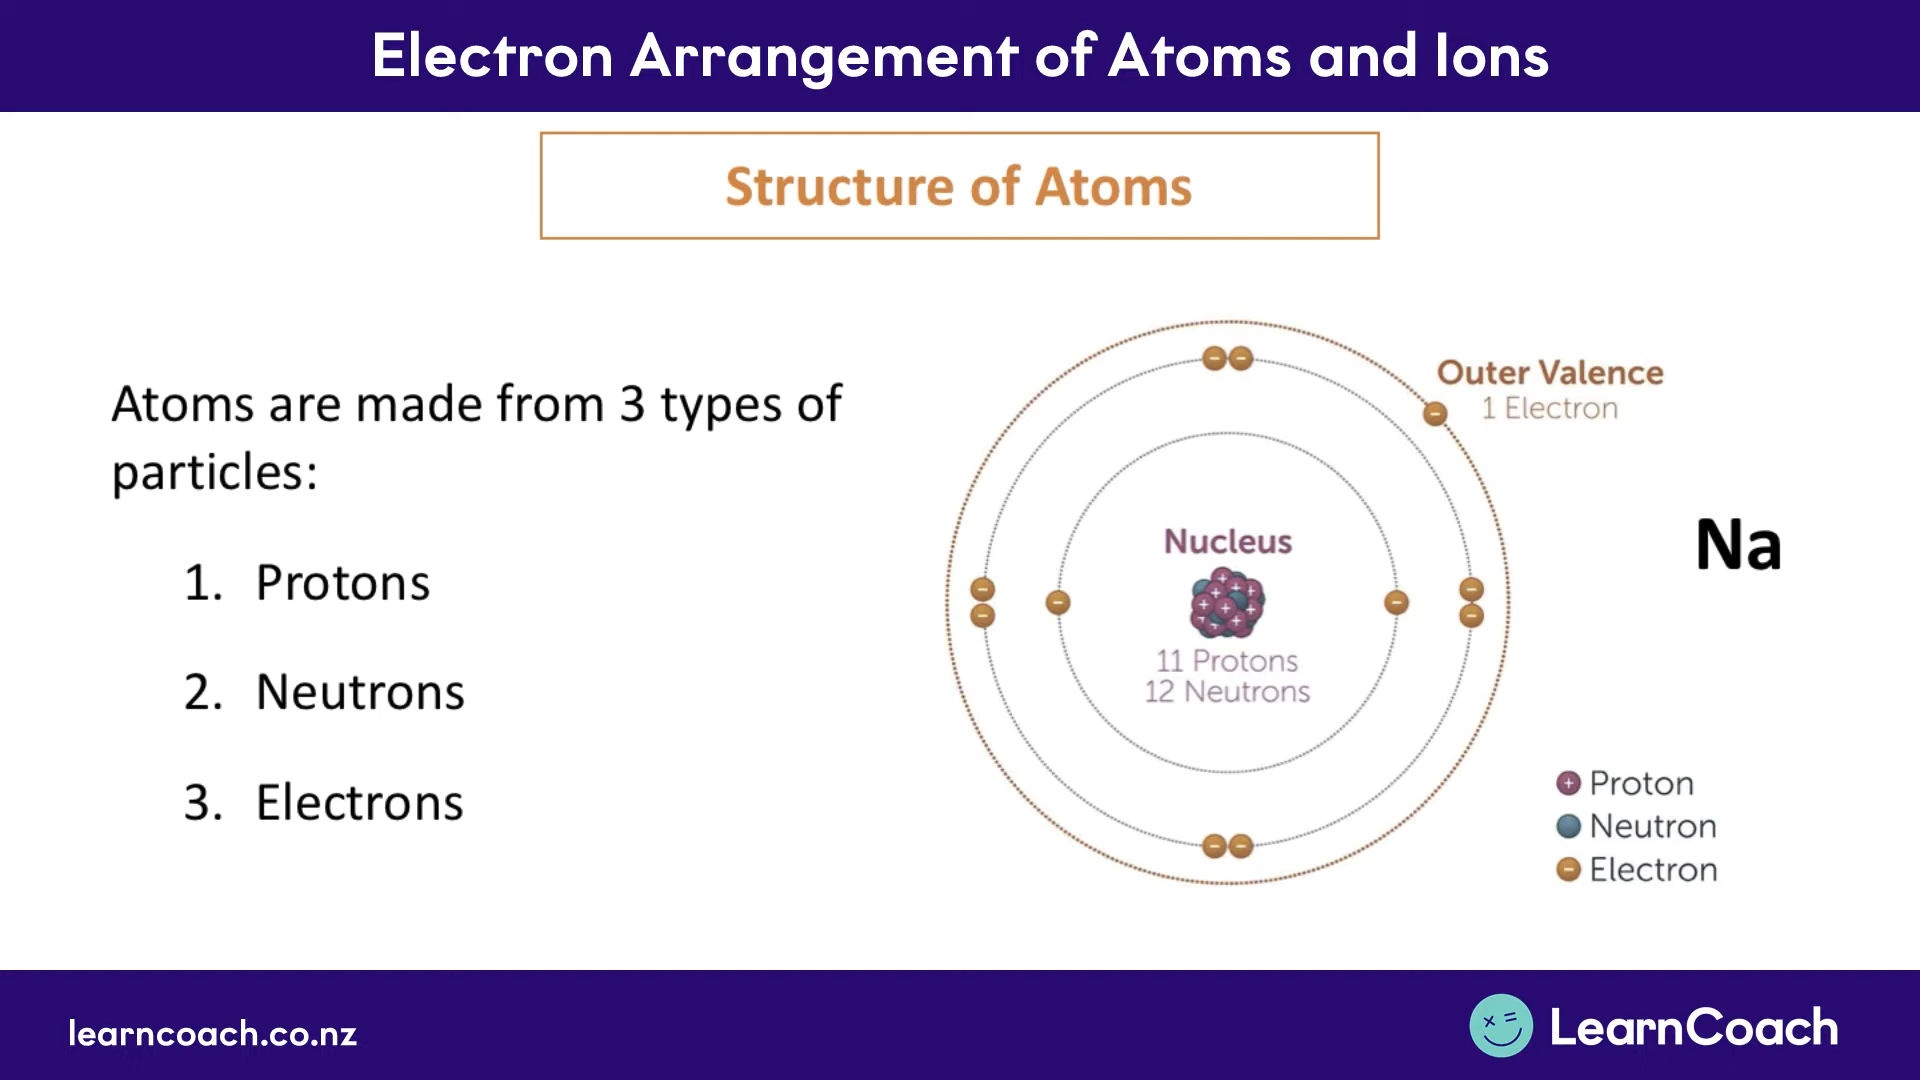 Electron Arrangement of Atoms and Ions
Structure of Atoms
Atoms are made from 3 types of
particles:
1. Protons
2. Neutrons
3. Electrons
Outer Valence
1 Electron
Nucleus
11 Protons
12 Neutrons
Na
Proton
Neutron
Electron
learncoach.co.nz
LearnCoach